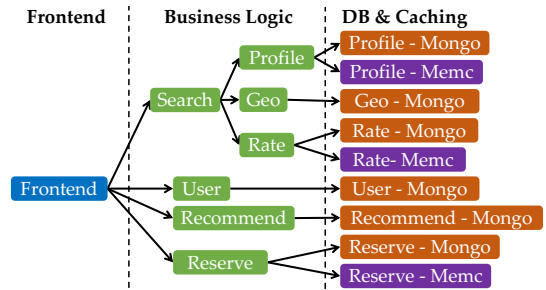 Frontend
Business Logic
DB & Caching
Profile - Mongo
Profile
Profile - Memc
Search
Geo
Geo - Mongo
Rate - Mongo
Rate
Rate- Memc
Frontend
User
User - Mongo
Recommend
Recommend - Mongo
Reserve - Mongo
Reserve
Reserve - Memc